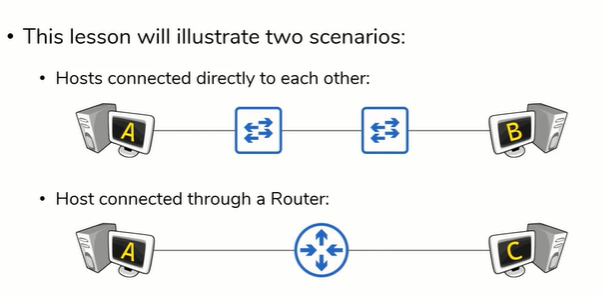 • This lesson will illustrate two scenarios:
• Hosts connected directly to each other:
A
B
• Host connected through a Router:
A
C